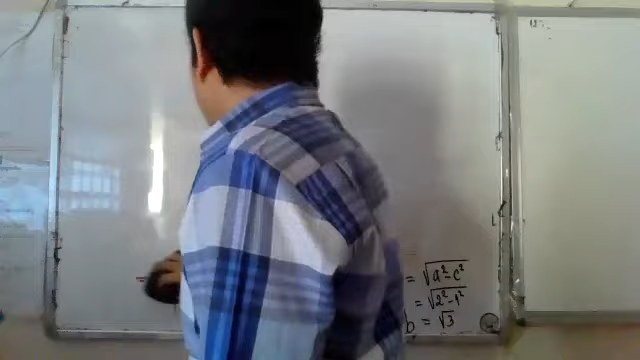 = √(a² - c²)
= √(2² - 1²)
b = √3